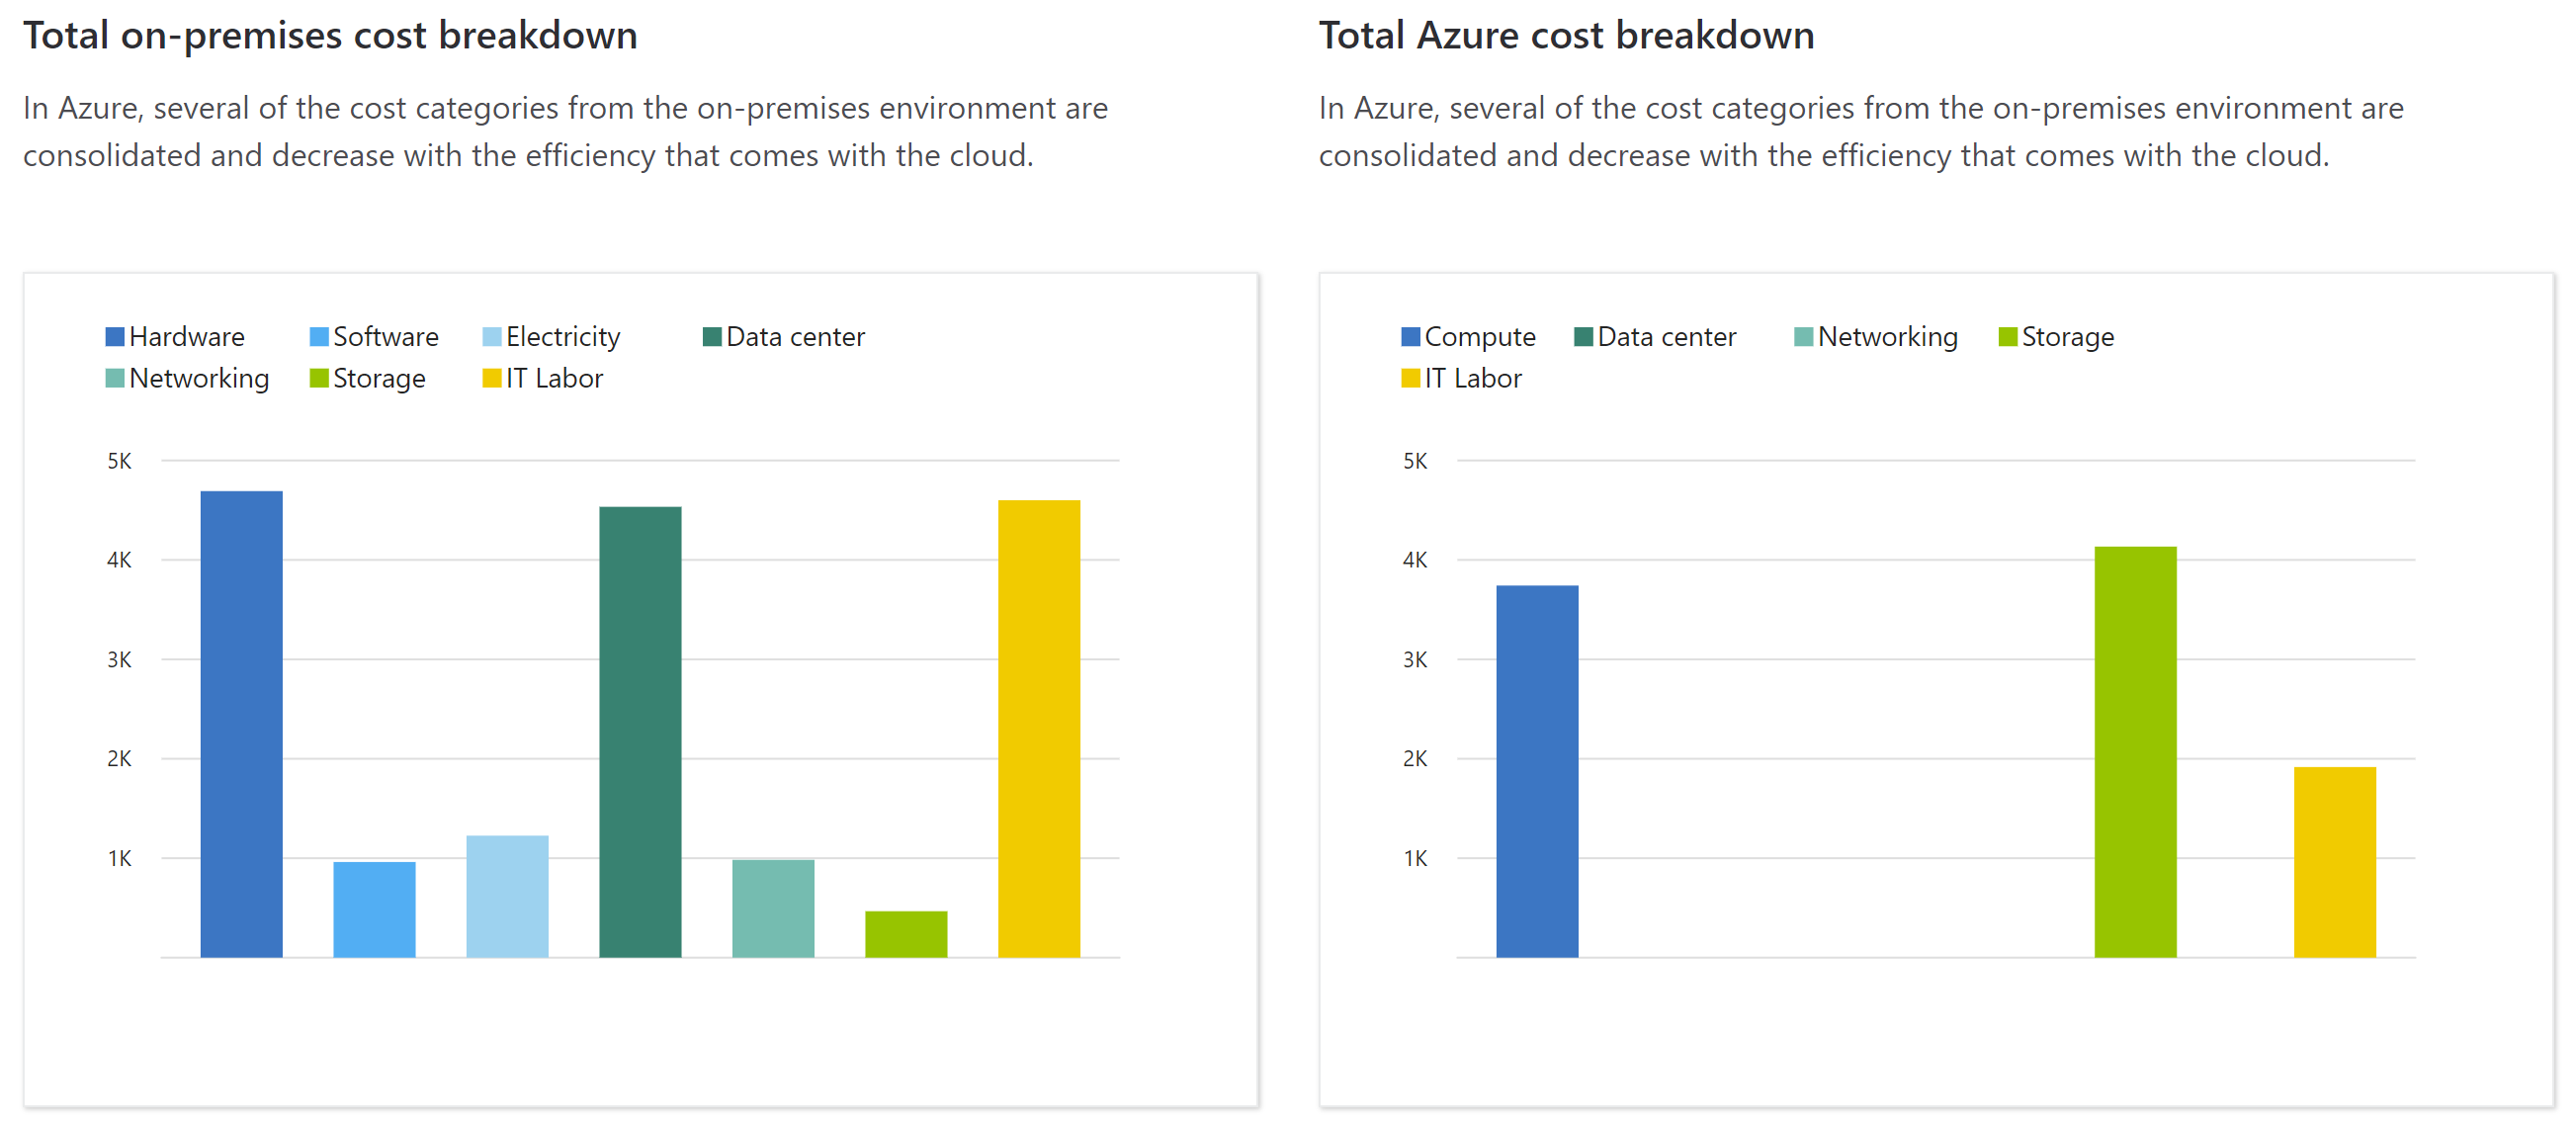 Total on-premises cost breakdown
In Azure, several of the cost categories from the on-premises environment are
consolidated and decrease with the efficiency that comes with the cloud.
Hardware Software Electricity Data center
Networking Storage IT Labor
5K
4K
3K
2K
1K
Total Azure cost breakdown
In Azure, several of the cost categories from the on-premises environment are
consolidated and decrease with the efficiency that comes with the cloud.
Compute Data center Networking Storage
IT Labor
5K
4K
3K
2K
1K